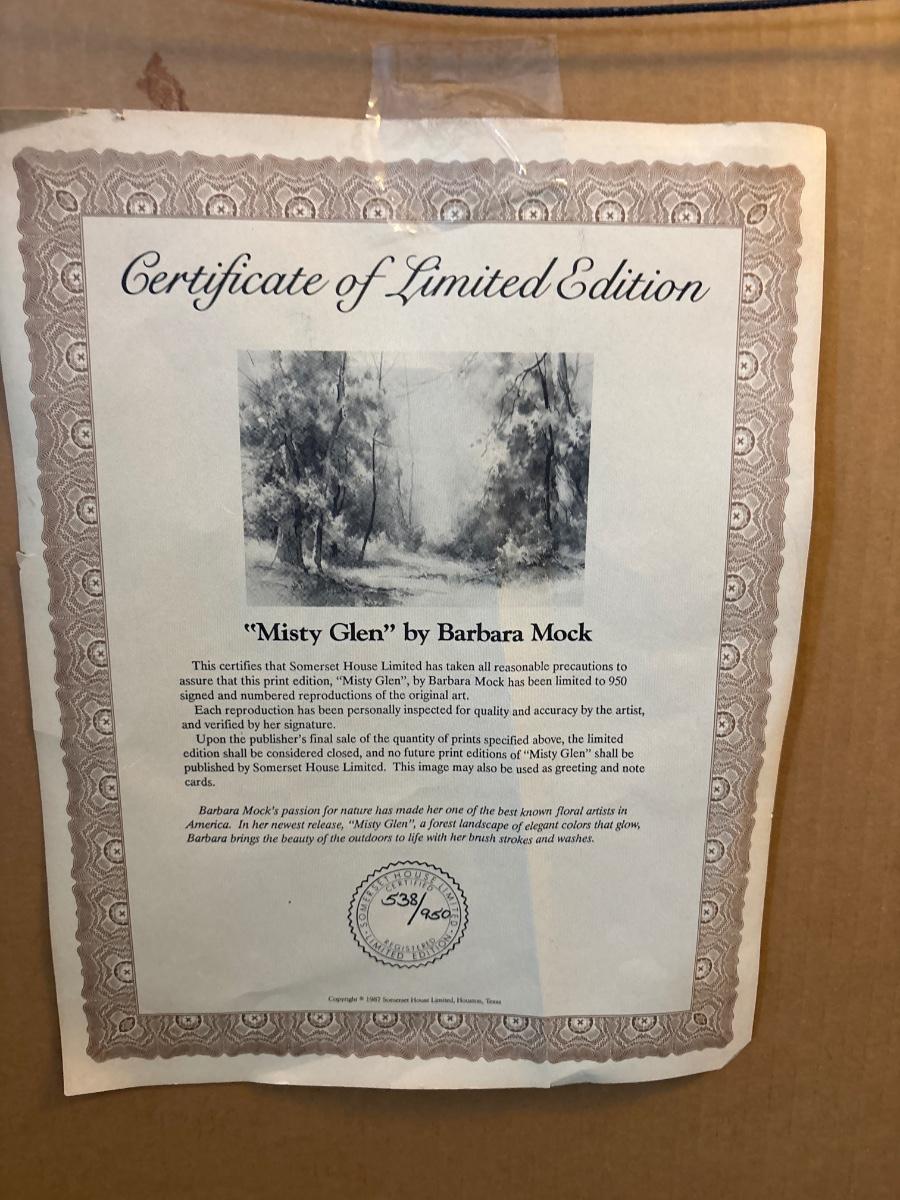 Certificate of Limited Edition
“Misty Glen” by Barbara Mock
This certifies that Somerset House Limited has taken all reasonable precautions to
assure that this print edition, “Misty Glen”, by Barbara Mock has been limited to 950
signed and numbered reproductions of the original art.
Each reproduction has been personally inspected for quality and accuracy by the artist,
and verified by her signature.
Upon the publisher's final sale of the quantity of prints specified above, the limited
edition shall be considered closed, and no future print editions of “Misty Glen” shall be
published by Somerset House Limited. This image may also be used as greeting and note
cards.
Barbara Mock's passion for nature has made her one of the best known floral artists in
America. In her newest release, “Misty Glen”, a forest landscape of elegant colors that glow,
Barbara brings the beauty of the outdoors to life with her brush strokes and washes.
SOMERSET HOUSE LIMITED
CERTIFIED
538/950
REGISTERED
LIMITED EDITION
Copyright © 1987 Somerset House Limited, Houston, Texas